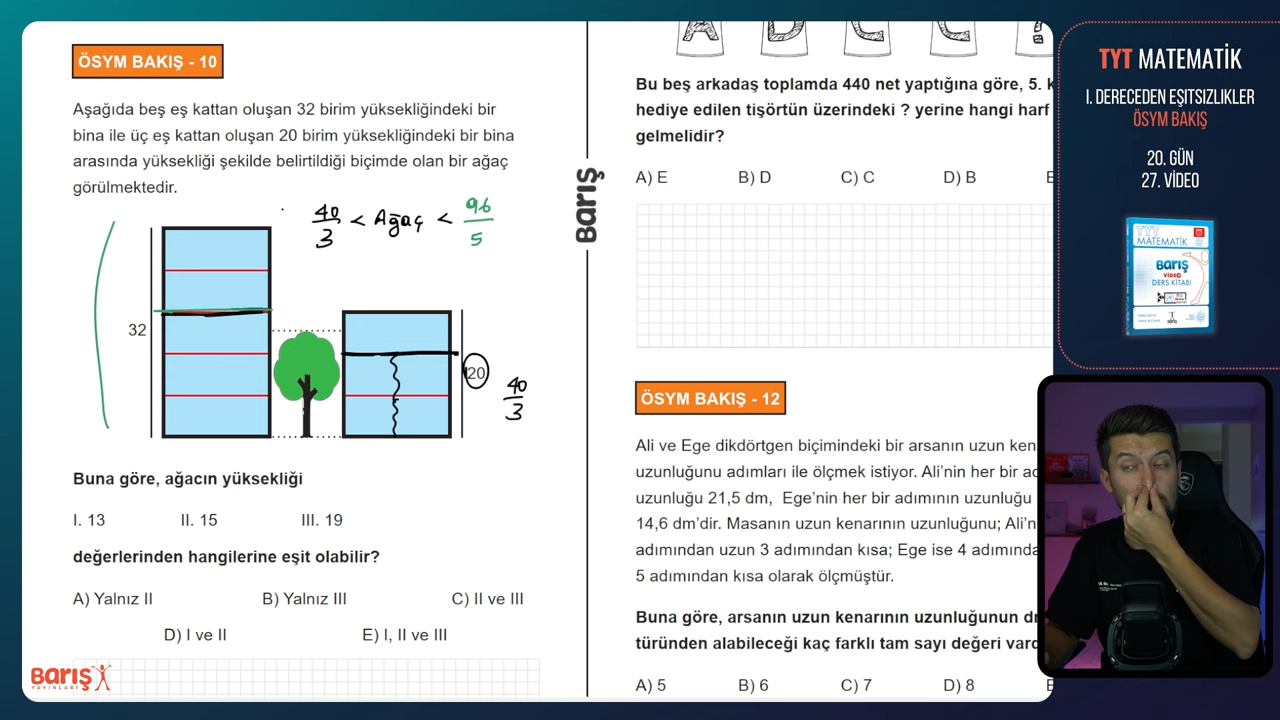 ÖSYM BAKIŞ - 10
Aşağıda beş eş kattan oluşan 32 birim yüksekliğindeki bir
bina ile üç eş kattan oluşan 20 birim yüksekliğindeki bir bina
arasında yüksekliği şekilde belirtildiği biçimde olan bir ağaç
görülmektedir.
40/3 < Ağaç < 96/5
32
20
40/3
Buna göre, ağacın yüksekliği
I. 13 II. 15 III. 19
değerlerinden hangilerine eşit olabilir?
A) Yalnız II B) Yalnız III C) II ve III
D) I ve II E) I, II ve III
BARIŞ
YAYINLARI
BARIŞ
A D C C ?
Bu beş arkadaş toplamda 440 net yaptığına göre, 5. k
hediye edilen tişörtün üzerindeki ? yerine hangi harf
gelmelidir?
A) E B) D C) C D) B E
ÖSYM BAKIŞ - 12
Ali ve Ege dikdörtgen biçimindeki bir arsanın uzun ken
uzunluğunu adımları ile ölçmek istiyor. Ali'nin her bir ad
uzunluğu 21,5 dm, Ege'nin her bir adımının uzunluğu
14,6 dm'dir. Masanın uzun kenarının uzunluğunu; Ali'n
adımından uzun 3 adımından kısa; Ege ise 4 adımında
5 adımından kısa olarak ölçmüştür.
Buna göre, arsanın uzun kenarının uzunluğunun dm
türünden alabileceği kaç farklı tam sayı değeri vard
A) 5 B) 6 C) 7 D) 8 E
TYT MATEMATİK
I. DERECEDEN EŞİTSIZLIKLER
ÖSYM BAKIŞ
20. GÜN
27. VİDEO
TYT
MATEMATİK
BARIŞ
VİDEO
DERS KİTABI